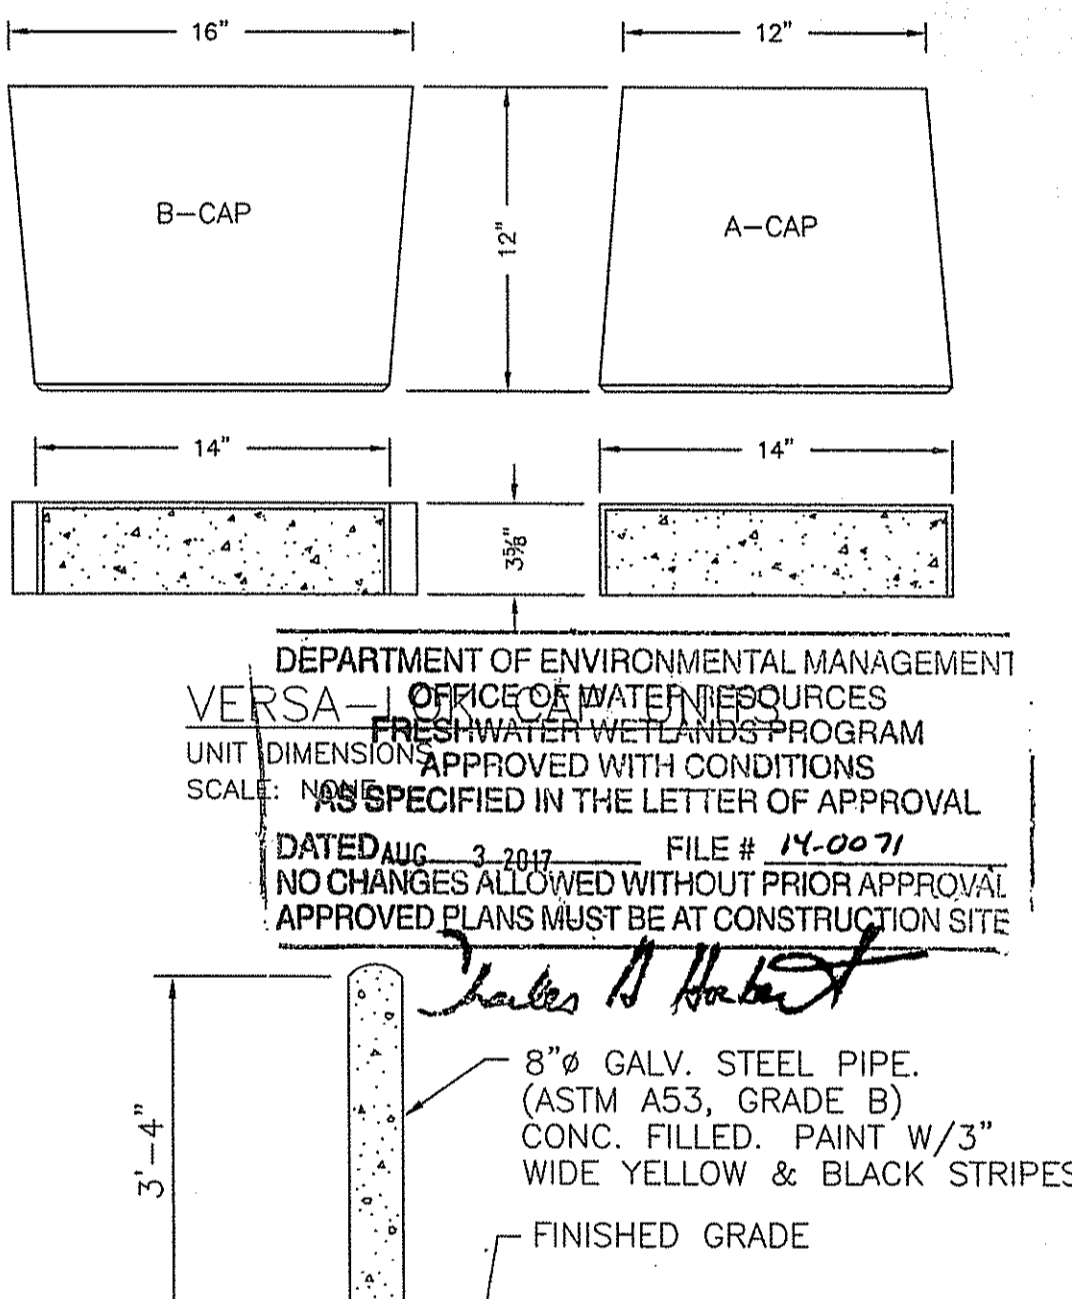 16"
12"
B-CAP
12"
A-CAP
14"
14"
3⅝"
DEPARTMENT OF ENVIRONMENTAL MANAGEMENT
OFFICE OF WATER RESOURCES
VERSA-LOK CAP UNITS
FRESHWATER WETLANDS PROGRAM
UNIT DIMENSIONS
APPROVED WITH CONDITIONS
SCALE: NONE
AS SPECIFIED IN THE LETTER OF APPROVAL
DATED AUG 3 2017 FILE # 14-0071
NO CHANGES ALLOWED WITHOUT PRIOR APPROVAL
APPROVED PLANS MUST BE AT CONSTRUCTION SITE
3'-4"
8"ø GALV. STEEL PIPE.
(ASTM A53, GRADE B)
CONC. FILLED. PAINT W/3"
WIDE YELLOW & BLACK STRIPES
FINISHED GRADE